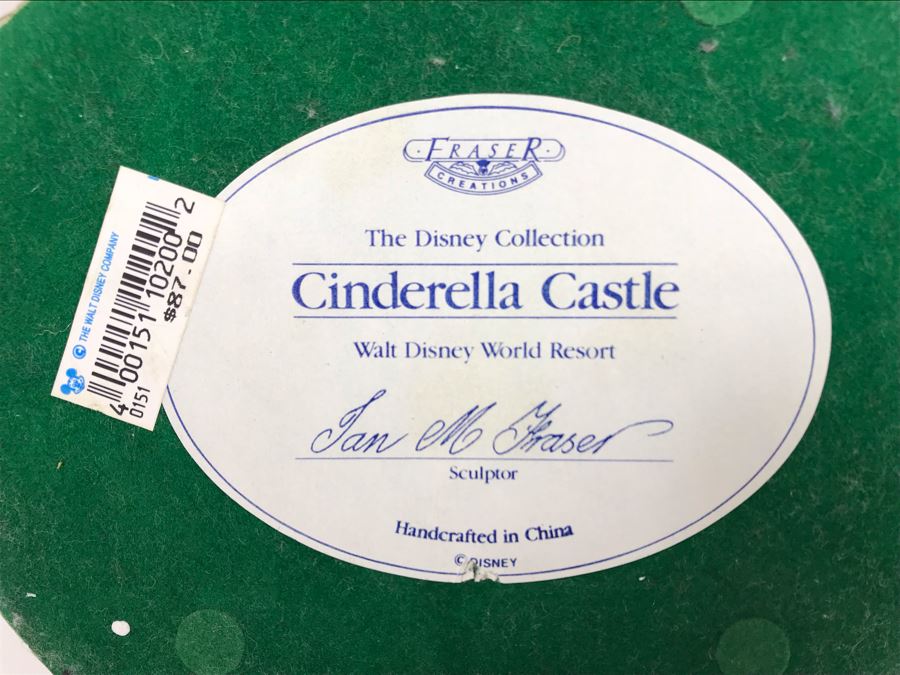 FRASER
CREATIONS
The Disney Collection
Cinderella Castle
Walt Disney World Resort
Ian M Fraser
Sculptor
Handcrafted in China
© DISNEY
© THE WALT DISNEY COMPANY
4 00151 10200 2
0151
$87.00